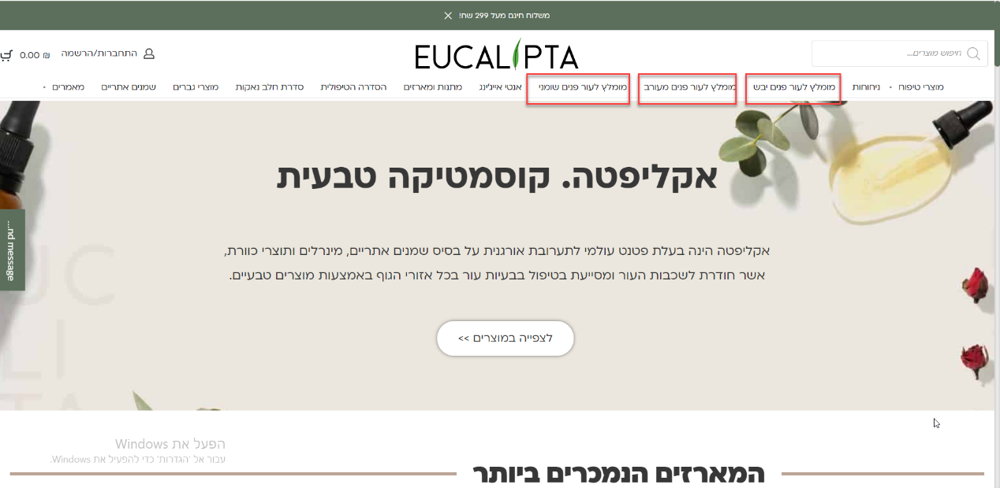 משלוח חינם מעל 299 שח!
חיפוש מוצרים...
EUCALIPTA
התחברות/הרשמה
0.00 ₪
מוצרי טיפוח
ניחוחות
מומלץ לעור פנים יבש
מומלץ לעור פנים מעורב
מומלץ לעור פנים שומני
אנטי אייג'ינג
מתנות ומארזים
הסדרה הטיפולית
סדרת חלב נאקות
מוצרי גברים
שמנים אתריים
מאמרים
אקליפטה. קוסמטיקה טבעית
אקליפטה הינה בעלת פטנט עולמי לתערובת אורגנית על בסיס שמנים אתריים, מינרלים ותוצרי כוורת,
אשר חודרת לשכבות העור ומסייעת בטיפול בבעיות עור בכל אזורי הגוף באמצעות מוצרים טבעיים.
לצפייה במוצרים >>
...nd message
הפעל את Windows
עבור אל 'הגדרות' כדי להפעיל את Windows.
המארזים הנמכרים ביותר